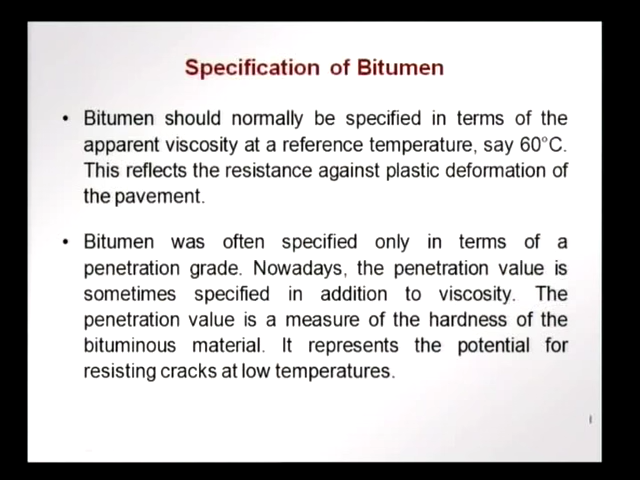 Specification of Bitumen
• Bitumen should normally be specified in terms of the
apparent viscosity at a reference temperature, say 60°C.
This reflects the resistance against plastic deformation of
the pavement.
• Bitumen was often specified only in terms of a
penetration grade. Nowadays, the penetration value is
sometimes specified in addition to viscosity. The
penetration value is a measure of the hardness of the
bituminous material. It represents the potential for
resisting cracks at low temperatures.